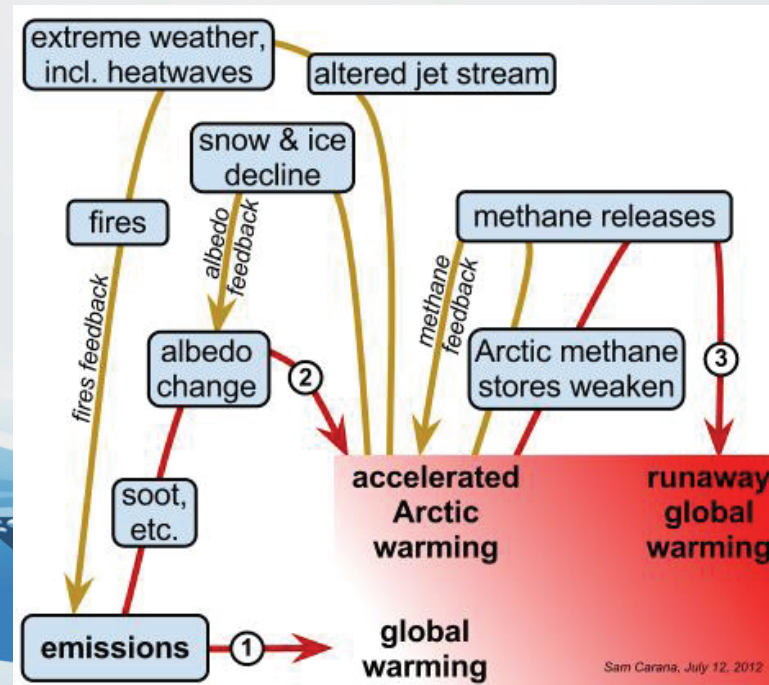 extreme weather,
incl. heatwaves
altered jet stream
snow & ice
decline
fires
methane releases
albedo
feedback
methane
feedback
fires feedback
albedo
change
2
Arctic methane
stores weaken
3
soot,
etc.
accelerated
Arctic
warming
runaway
global
warming
emissions
1
global
warming
Sam Carana, July 12, 2012